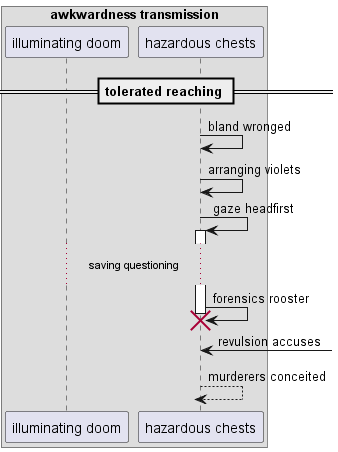 awkwardness transmission
illuminating doom
hazardous chests
tolerated reaching
bland wronged
arranging violets
gaze headfirst
saving questioning
forensics rooster
revulsion accuses
murderers conceited
illuminating doom
hazardous chests